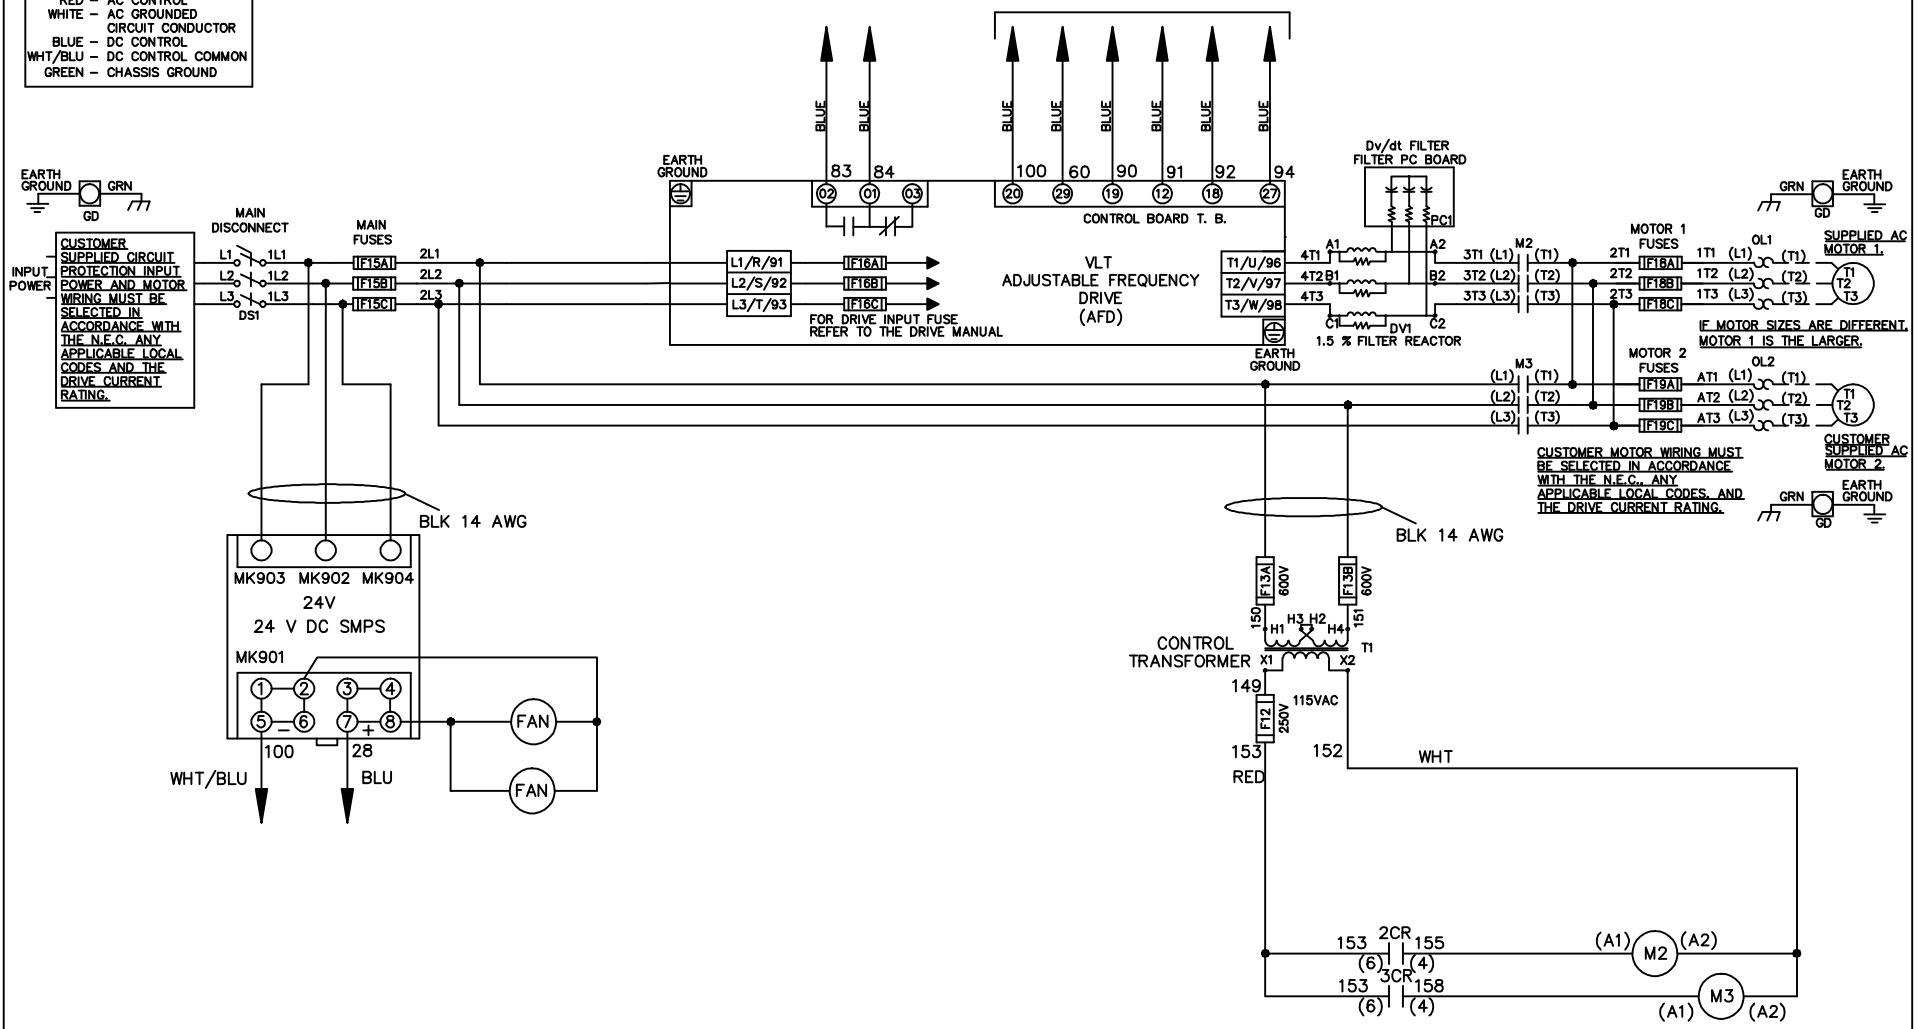 RED – AC CONTROL
WHITE – AC GROUNDED
CIRCUIT CONDUCTOR
BLUE – DC CONTROL
WHT/BLU – DC CONTROL COMMON
GREEN – CHASSIS GROUND
BLUE
BLUE
BLUE
BLUE
BLUE
BLUE
BLUE
BLUE
EARTH
GROUND
GRN
GD
MAIN
DISCONNECT
MAIN
FUSES
INPUT
POWER
CUSTOMER
SUPPLIED CIRCUIT
PROTECTION INPUT
POWER AND MOTOR
WIRING MUST BE
SELECTED IN
ACCORDANCE WITH
THE N.E.C. ANY
APPLICABLE LOCAL
CODES AND THE
DRIVE CURRENT
RATING.
L1 1L1 F15A 2L1
L2 1L2 F15B 2L2
L3 1L3 F15C 2L3
DS1
EARTH
GROUND
83 84
02 01 03
100 60 90 91 92 94
20 29 19 12 18 27
CONTROL BOARD T. B.
L1/R/91 F16A
L2/S/92 F16B
L3/T/93 F16C
FOR DRIVE INPUT FUSE
REFER TO THE DRIVE MANUAL
VLT
ADJUSTABLE FREQUENCY
DRIVE
(AFD)
T1/U/96
T2/V/97
T3/W/98
EARTH
GROUND
Dv/dt FILTER
FILTER PC BOARD
PC1
4T1 A1 A2
4T2 B1 B2
4T3 C1 C2
DV1
1.5 % FILTER REACTOR
M2
3T1 (L1) (T1)
3T2 (L2) (T2)
3T3 (L3) (T3)
MOTOR 1
FUSES
2T1 F18A 1T1 (L1) (T1)
2T2 F18B 1T2 (L2) (T2)
2T3 F18C 1T3 (L3) (T3)
OL1
GRN
EARTH
GROUND
GD
SUPPLIED AC
MOTOR 1.
T1
T2
T3
IF MOTOR SIZES ARE DIFFERENT,
MOTOR 1 IS THE LARGER.
M3
(L1) (T1)
(L2) (T2)
(L3) (T3)
MOTOR 2
FUSES
OL2
F19A AT1 (L1) (T1)
F19B AT2 (L2) (T2)
F19C AT3 (L3) (T3)
T1
T2
T3
CUSTOMER
SUPPLIED AC
MOTOR 2.
CUSTOMER MOTOR WIRING MUST
BE SELECTED IN ACCORDANCE
WITH THE N.E.C., ANY
APPLICABLE LOCAL CODES, AND
THE DRIVE CURRENT RATING.
GRN
EARTH
GROUND
GD
BLK 14 AWG
MK903 MK902 MK904
24V
24 V DC SMPS
MK901
1 2 3 4
5 – 6 7 + 8
100 28
WHT/BLU BLU
FAN
FAN
BLK 14 AWG
F13A 600V
F13B 600V
150 151
H1 H3 H2 H4
T1
CONTROL
TRANSFORMER
X1 X2
149
115VAC
F12 250V
153 152
RED
WHT
2CR
153 155
(6) (4)
(A1) M2 (A2)
3CR
153 158
(6) (4)
(A1) M3 (A2)